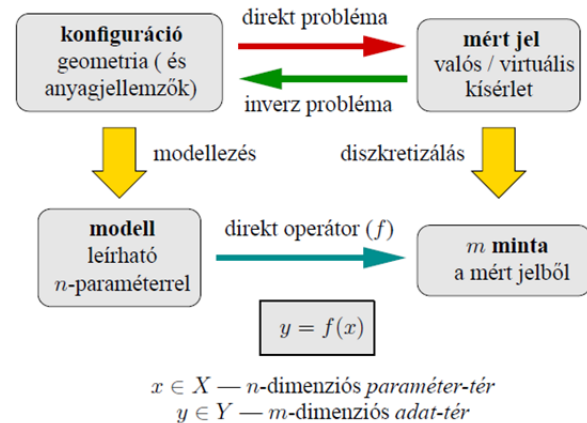 direkt probléma
konfiguráció
geometria ( és
anyagjellemzők)
mért jel
valós / virtuális
kísérlet
inverz probléma
modellezés
diszkretizálás
modell
leírható
n-paraméterrel
direkt operátor (f)
m minta
a mért jelből
y = f(x)
x ∈ X — n-dimenziós paraméter-tér
y ∈ Y — m-dimenziós adat-tér